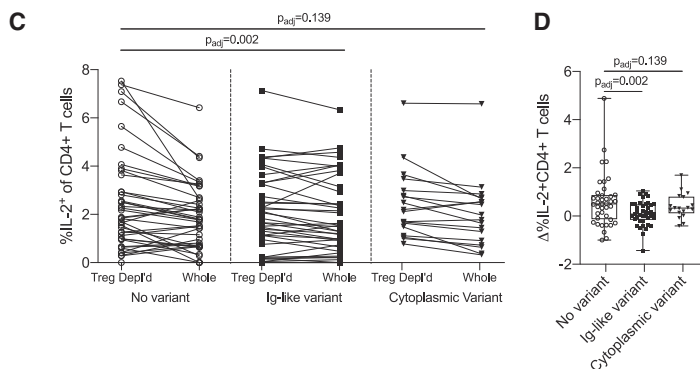 C
p_adj=0.139
p_adj=0.002
%IL-2⁺ of CD4+ T cells
8
6
4
2
0
Treg Depl'd Whole Treg Depl'd Whole Treg Depl'd Whole
No variant Ig-like variant Cytoplasmic Variant
D
p_adj=0.139
p_adj=0.002
Δ%IL-2+CD4+ T cells
6
4
2
0
-2
No variant
Ig-like variant
Cytoplasmic variant